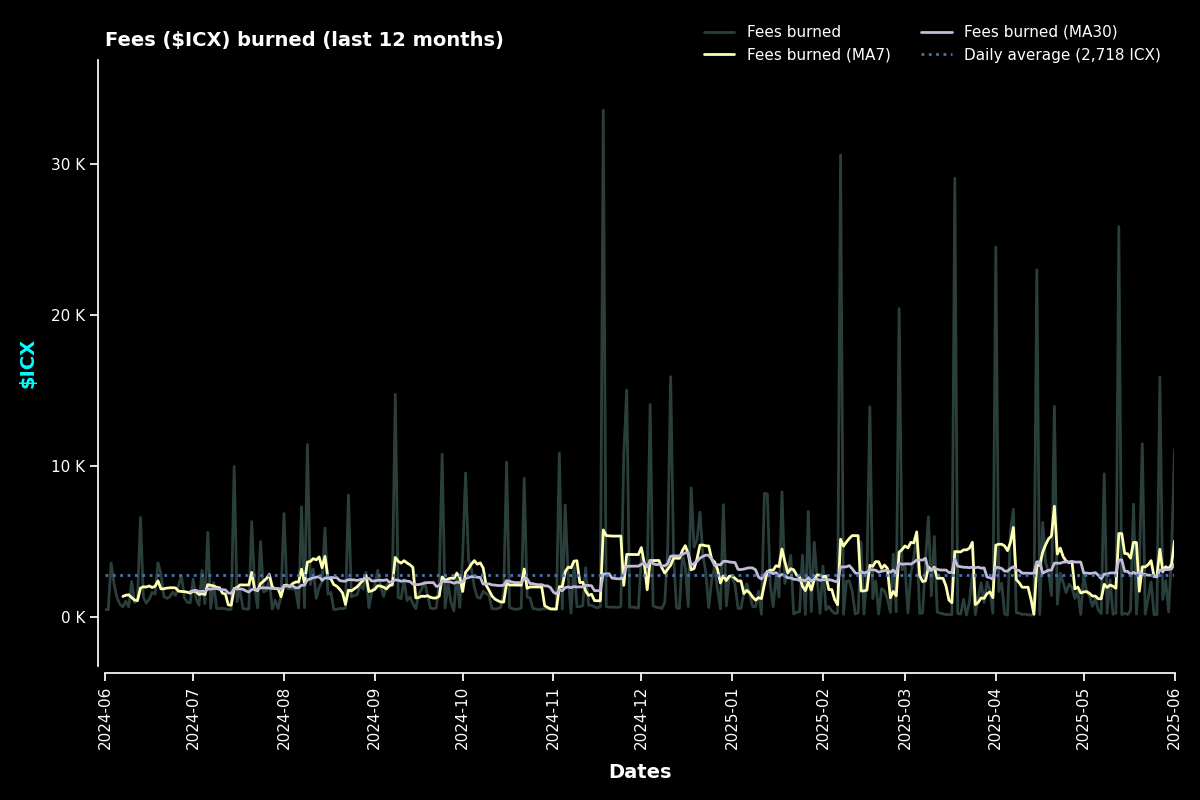 Fees ($ICX) burned (last 12 months)
Fees burned
Fees burned (MA7)
Fees burned (MA30)
Daily average (2,718 ICX)
$ICX
30 K
20 K
10 K
0 K
2024-06
2024-07
2024-08
2024-09
2024-10
2024-11
2024-12
2025-01
2025-02
2025-03
2025-04
2025-05
2025-06
Dates